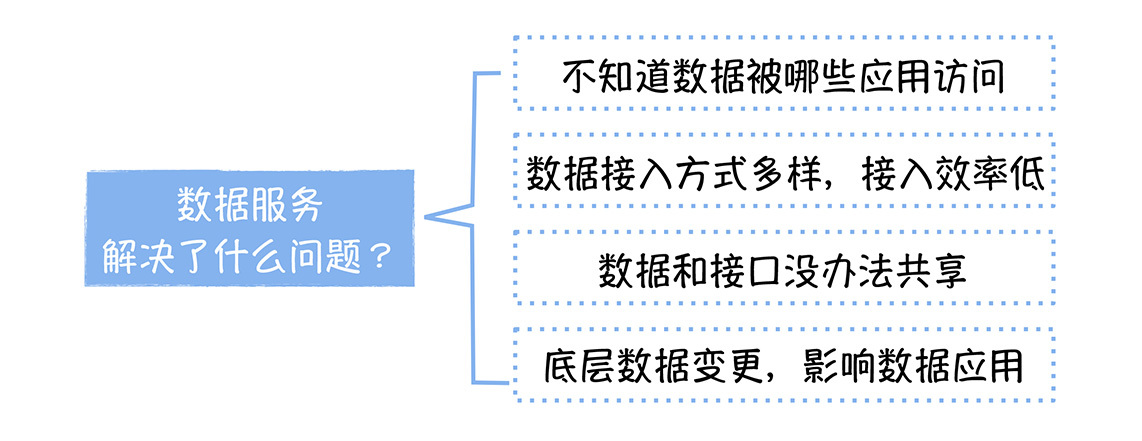 数据服务
解决了什么问题？
不知道数据被哪些应用访问
数据接入方式多样，接入效率低
数据和接口没办法共享
底层数据变更，影响数据应用